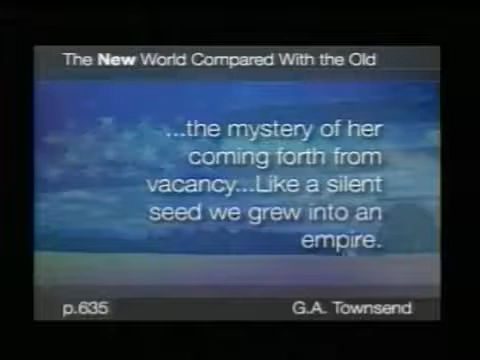 The New World Compared With the Old
...the mystery of her
coming forth from
vacancy...Like a silent
seed we grew into an
empire.
p.635
G.A. Townsend